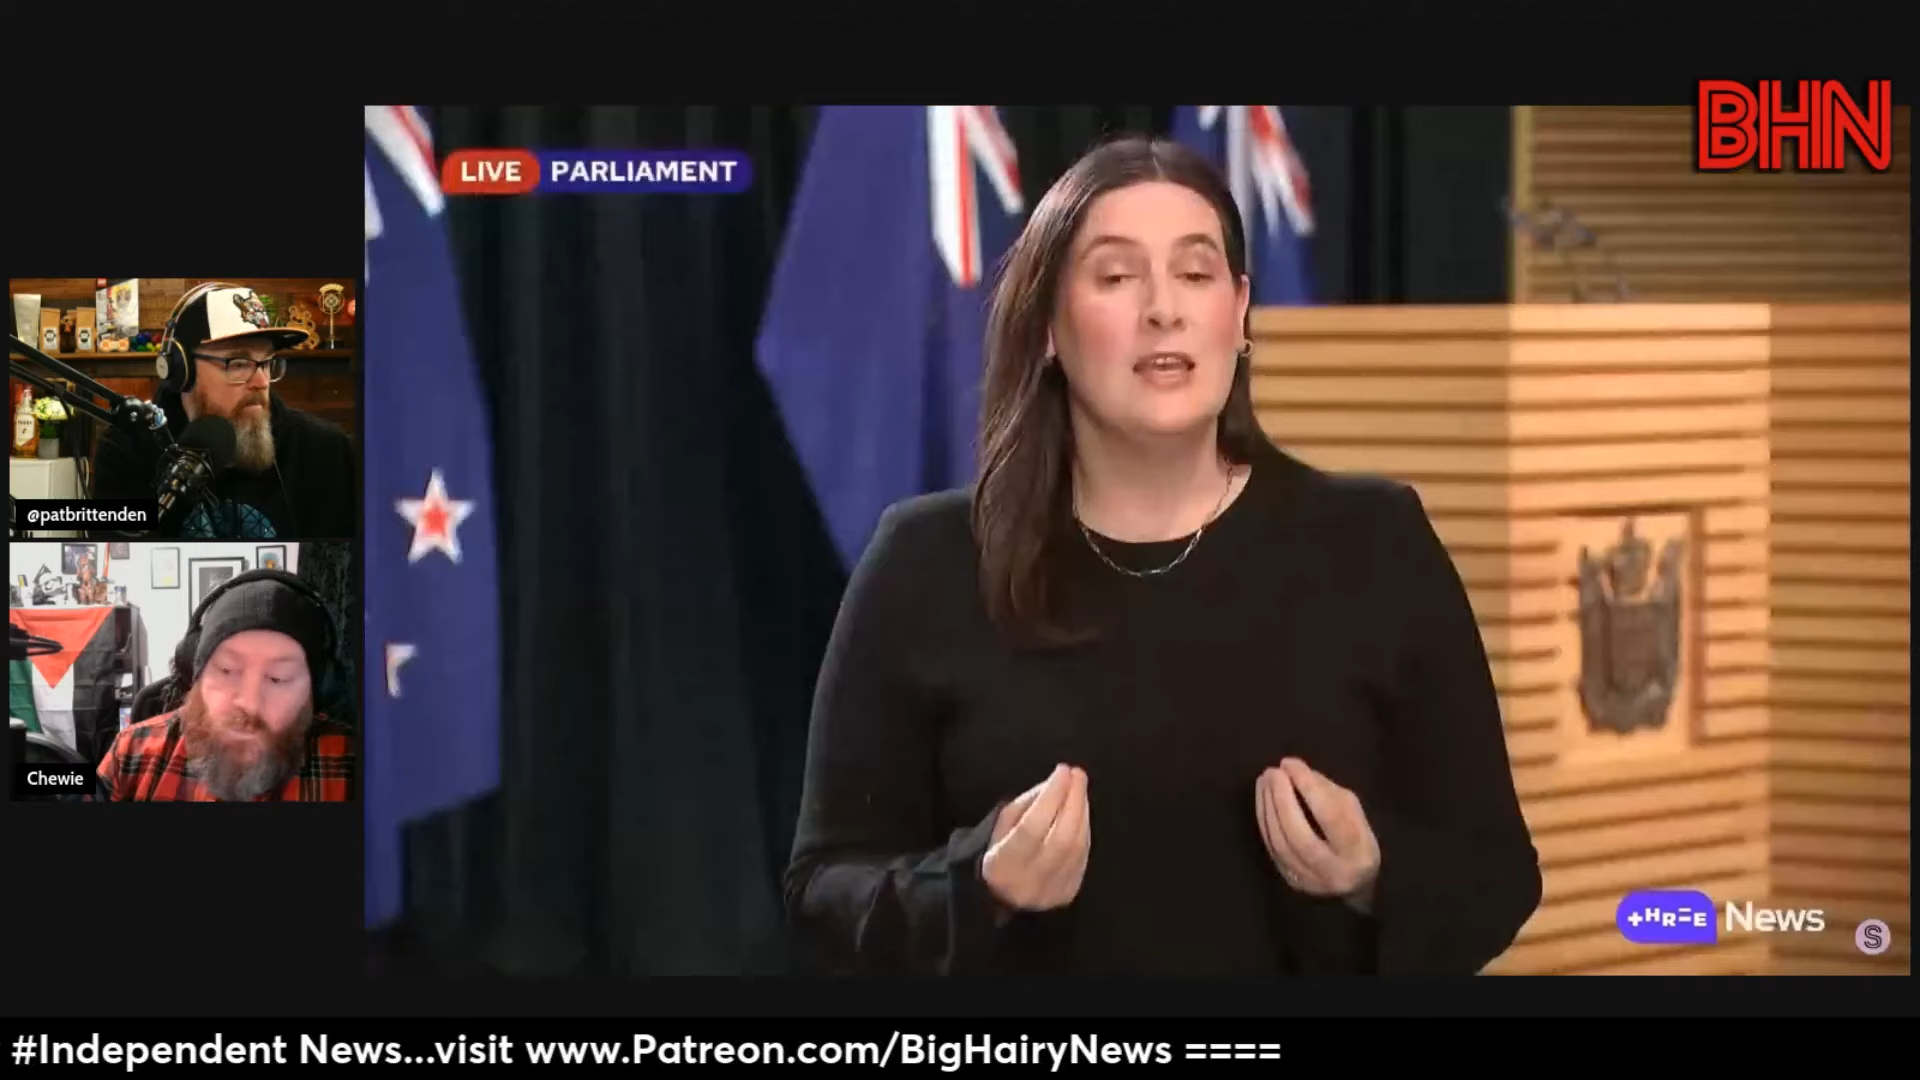 BHN
LIVE PARLIAMENT
@patbrittenden
Chewie
+HR=E News
S
#Independent News...visit www.Patreon.com/BigHairyNews ====